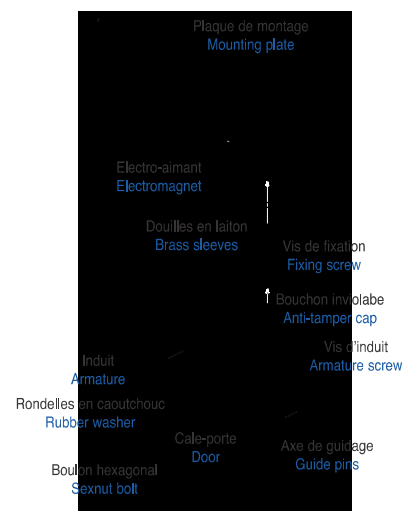 Plaque de montage
Mounting plate
Electro-aimant
Electromagnet
Douilles en laiton
Brass sleeves
Vis de fixation
Fixing screw
Bouchon inviolabe
Anti-tamper cap
Vis d'induit
Armature screw
Induit
Armature
Rondelles en caoutchouc
Rubber washer
Cale-porte
Door
Axe de guidage
Guide pins
Boulon hexagonal
Sexnut bolt